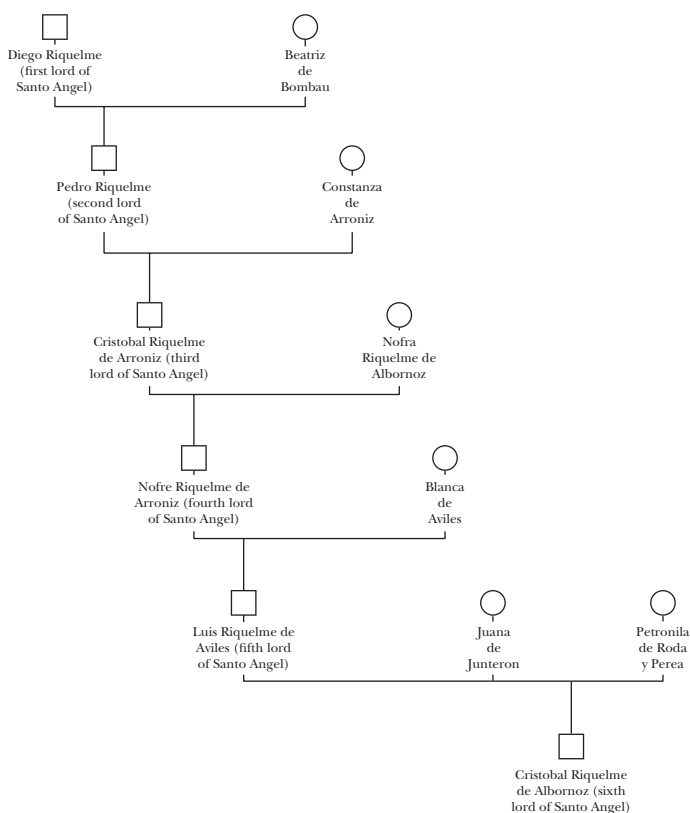 Diego Riquelme
(first lord of
Santo Angel)
Beatriz
de
Bombau
Pedro Riquelme
(second lord
of Santo Angel)
Constanza
de
Arroniz
Cristobal Riquelme
de Arroniz (third
lord of Santo Angel)
Nofra
Riquelme de
Albornoz
Nofre Riquelme de
Arroniz (fourth lord
of Santo Angel)
Blanca
de
Aviles
Luis Riquelme de
Aviles (fifth lord
of Santo Angel)
Juana
de
Junteron
Petronila
de Roda
y Perea
Cristobal Riquelme
de Albornoz (sixth
lord of Santo Angel)